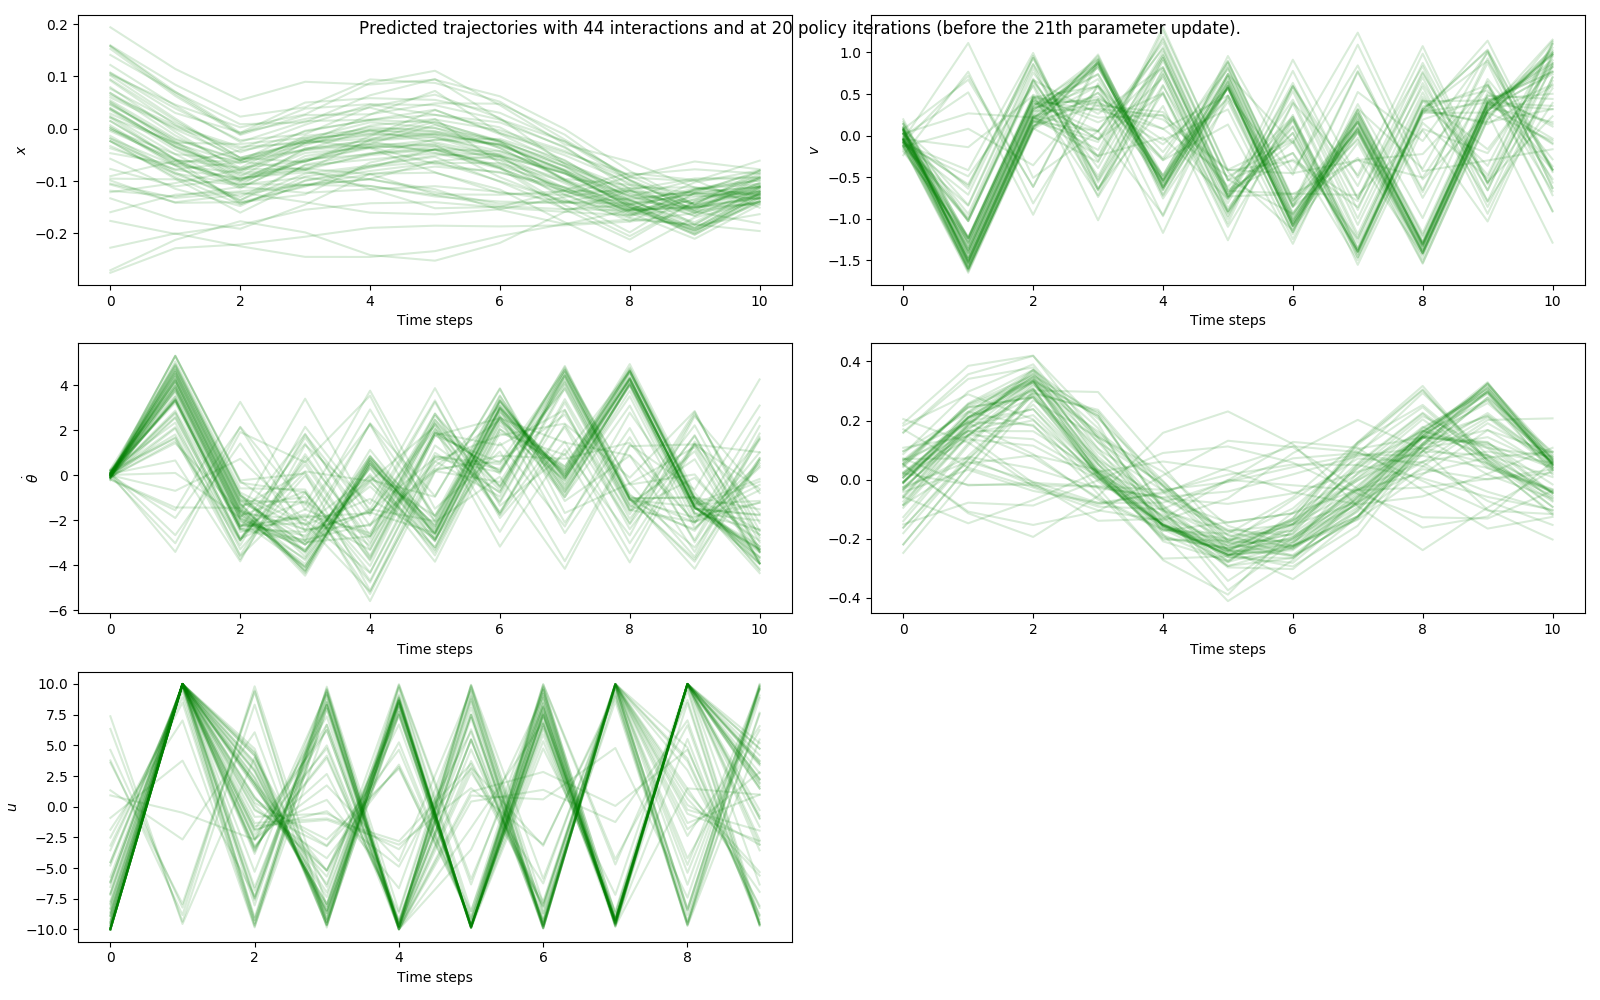 Predicted trajectories with 44 interactions and at 20 policy iterations (before the 21th parameter update).
0.2
0.1
0.0
−0.1
−0.2
x
0 2 4 6 8 10
Time steps
1.0
0.5
0.0
−0.5
−1.0
−1.5
v
0 2 4 6 8 10
Time steps
4
2
0
−2
−4
−6
θ̇
0 2 4 6 8 10
Time steps
0.4
0.2
0.0
−0.2
−0.4
θ
0 2 4 6 8 10
Time steps
10.0
7.5
5.0
2.5
0.0
−2.5
−5.0
−7.5
−10.0
u
0 2 4 6 8
Time steps